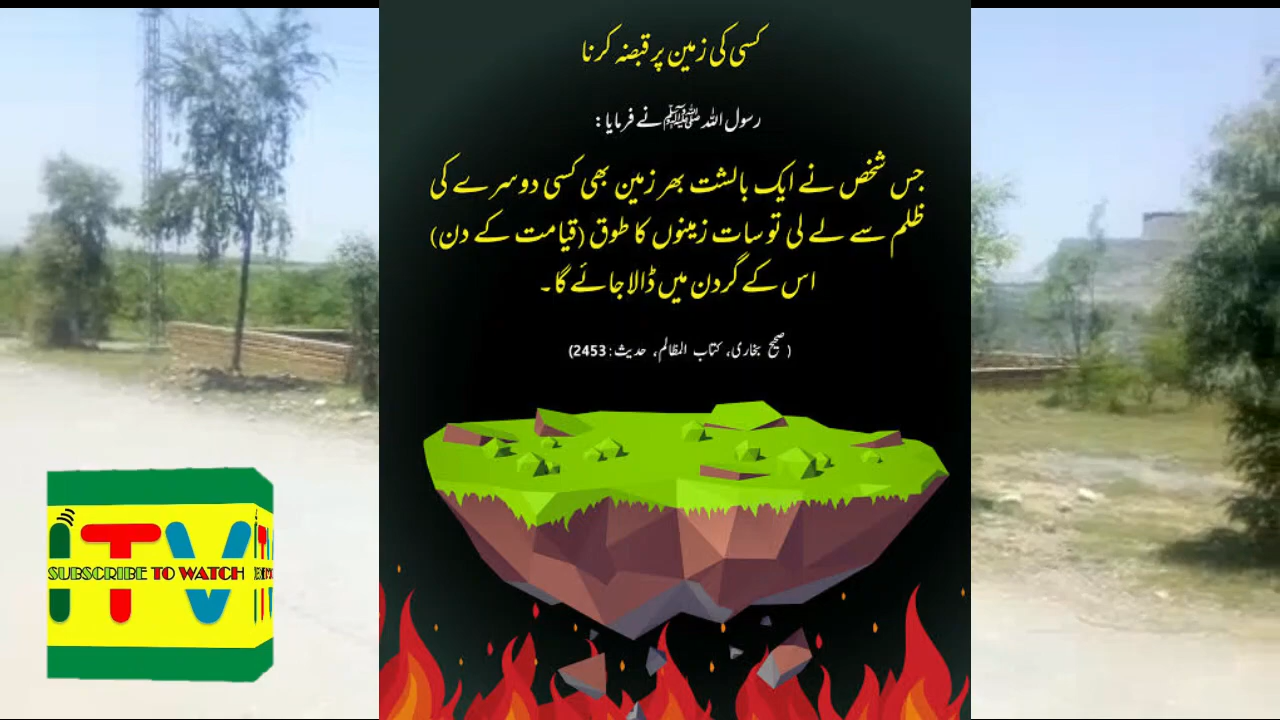 کسی کی زمین پر قبضہ کرنا
رسول اللہ ﷺ نے فرمایا :
جس شخص نے ایک بالشت بھر زمین بھی کسی دوسرے کی
ظلم سے لے لی تو سات زمینوں کا طوق (قیامت کے دن)
اس کے گردن میں ڈالا جائے گا۔
(صحیح بخاری، کتاب المظالم، حدیث: 2453)
ITV
SUBSCRIBE TO WATCH